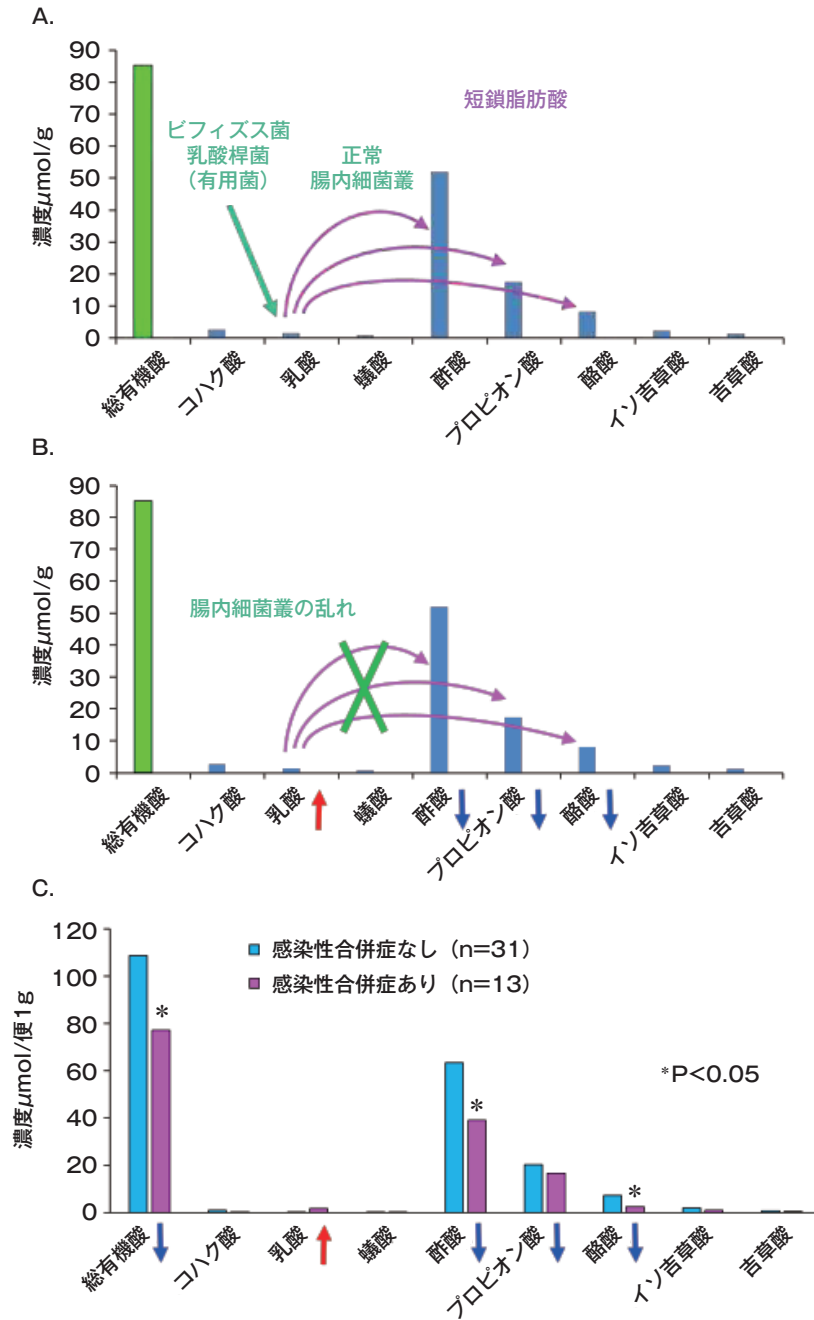 A.
濃度μmol/g
90
80
70
60
50
40
30
20
10
0
短鎖脂肪酸
ビフィズス菌
乳酸桿菌
（有用菌）
正常
腸内細菌叢
総有機酸
コハク酸
乳酸
蟻酸
酢酸
プロピオン酸
酪酸
イソ吉草酸
吉草酸
B.
濃度μmol/g
90
80
70
60
50
40
30
20
10
0
腸内細菌叢の乱れ
総有機酸
コハク酸
乳酸
蟻酸
酢酸
プロピオン酸
酪酸
イソ吉草酸
吉草酸
C.
濃度μmol/便1g
120
100
80
60
40
20
0
感染性合併症なし（n=31）
感染性合併症あり（n=13）
*P<0.05
*
*
*
総有機酸
コハク酸
乳酸
蟻酸
酢酸
プロピオン酸
酪酸
イソ吉草酸
吉草酸